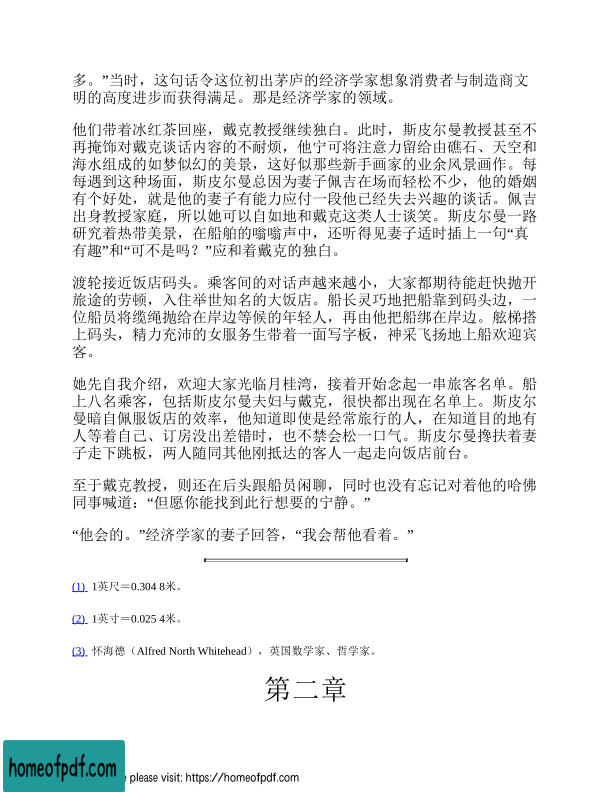 多。”当时，这句话令这位初出茅庐的经济学家想象消费者与制造商文
明的高度进步而获得满足。那是经济学家的领域。
他们带着冰红茶回座，戴克教授继续独白。此时，斯皮尔曼教授甚至不
再掩饰对戴克谈话内容的不耐烦，他宁可将注意力留给由礁石、天空和
海水组成的如梦似幻的美景，这好似那些新手画家的业余风景画作。每
每遇到这种场面，斯皮尔曼总因为妻子佩吉在场而轻松不少，他的婚姻
有个好处，就是他的妻子有能力应付一段他已经失去兴趣的谈话。佩吉
出身教授家庭，所以她可以自如地和戴克这类人士谈笑。斯皮尔曼一路
研究着热带美景，在船舶的嗡嗡声中，还听得见妻子适时插上一句“真
有趣”和“可不是吗？”应和着戴克的独白。
渡轮接近饭店码头。乘客间的对话声越来越小，大家都期待能赶快抛开
旅途的劳顿，入住举世知名的大饭店。船长灵巧地把船靠到码头边，一
位船员将缆绳抛给在岸边等候的年轻人，再由他把船绑在岸边。舷梯搭
上码头，精力充沛的女服务生带着一面写字板，神采飞扬地上船欢迎宾
客。
她先自我介绍，欢迎大家光临月桂湾，接着开始念起一串旅客名单。船
上八名乘客，包括斯皮尔曼夫妇与戴克，很快都出现在名单上。斯皮尔
曼暗自佩服饭店的效率，他知道即使是经常旅行的人，在知道目的地有
人等着自己、订房没出差错时，也不禁会松一口气。斯皮尔曼搀扶着妻
子走下跳板，两人随同其他刚抵达的客人一起走向饭店前台。
至于戴克教授，则还在后头跟船员闲聊，同时也没有忘记对着他的哈佛
同事喊道：“但愿你能找到此行想要的宁静。”
“他会的。”经济学家的妻子回答，“我会帮他看着。”
(1) 1英尺＝0.304 8米。
(2) 1英寸＝0.025 4米。
(3) 怀海德（Alfred North Whitehead），英国数学家、哲学家。
第二章
homeofpdf.com
e please visit: https://homeofpdf.com